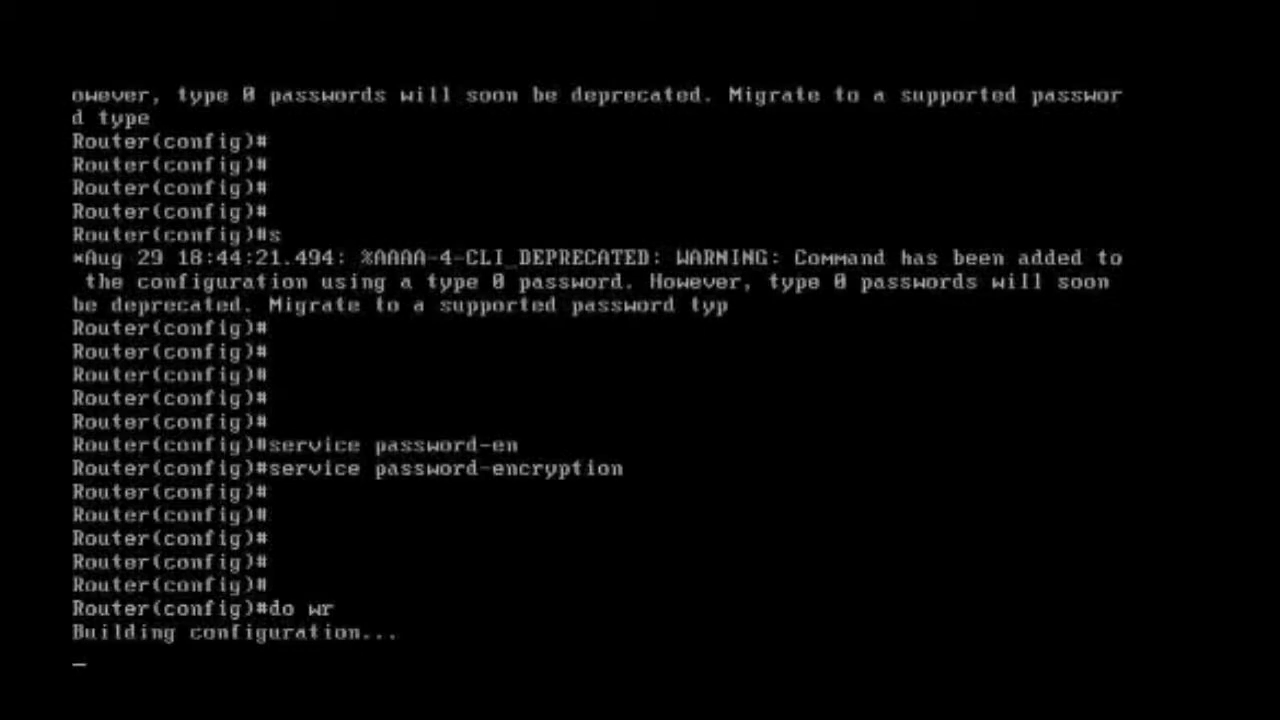 owever, type 0 passwords will soon be deprecated. Migrate to a supported passwor
d type
Router(config)#
Router(config)#
Router(config)#
Router(config)#
Router(config)#s
*Aug 29 18:44:21.494: %AAAA-4-CLI_DEPRECATED: WARNING: Command has been added to
the configuration using a type 0 password. However, type 0 passwords will soon
be deprecated. Migrate to a supported password typ
Router(config)#
Router(config)#
Router(config)#
Router(config)#
Router(config)#
Router(config)#service password-en
Router(config)#service password-encryption
Router(config)#
Router(config)#
Router(config)#
Router(config)#
Router(config)#
Router(config)#do wr
Building configuration...
_